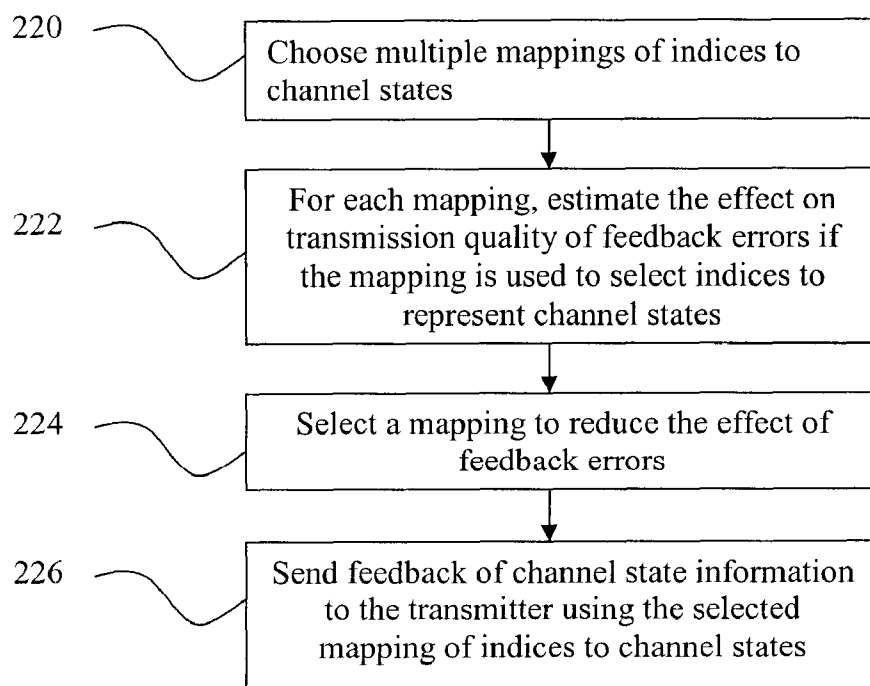 220
Choose multiple mappings of indices to
channel states
222
For each mapping, estimate the effect on
transmission quality of feedback errors if
the mapping is used to select indices to
represent channel states
224
Select a mapping to reduce the effect of
feedback errors
226
Send feedback of channel state information
to the transmitter using the selected
mapping of indices to channel states